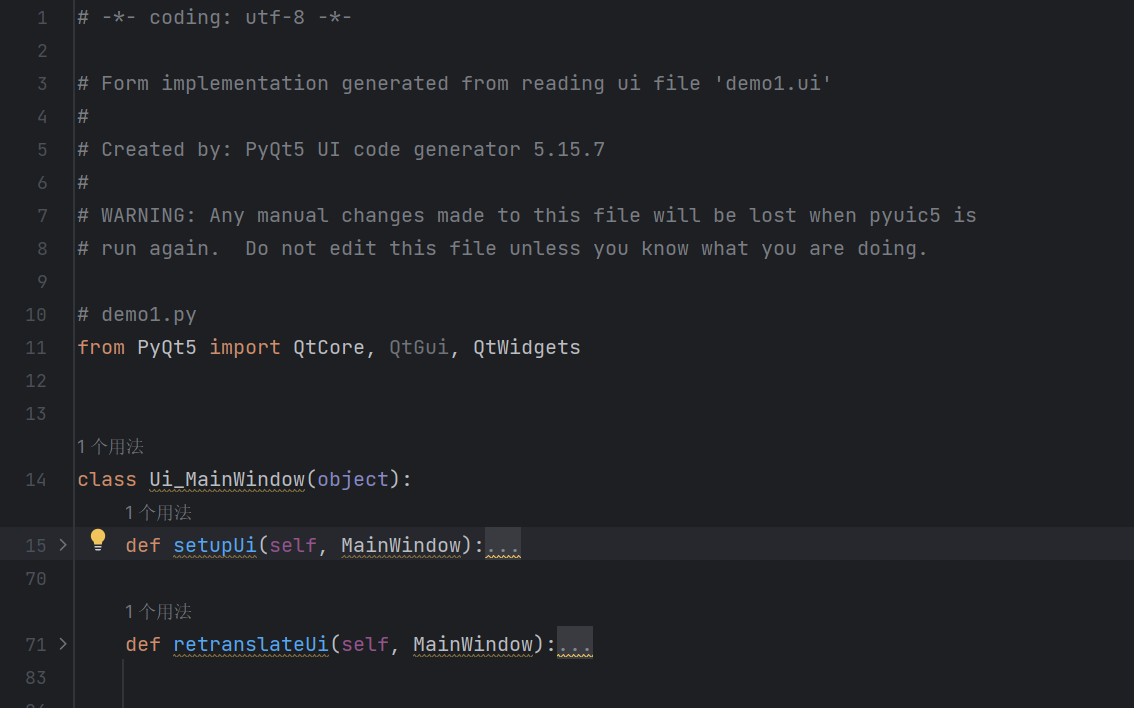 1 # -*- coding: utf-8 -*-
2
3 # Form implementation generated from reading ui file 'demo1.ui'
4 #
5 # Created by: PyQt5 UI code generator 5.15.7
6 #
7 # WARNING: Any manual changes made to this file will be lost when pyuic5 is
8 # run again.  Do not edit this file unless you know what you are doing.
9
10 # demo1.py
11 from PyQt5 import QtCore, QtGui, QtWidgets
12
13
1 个用法
14 class Ui_MainWindow(object):
1 个用法
15 def setupUi(self, MainWindow):...
70
1 个用法
71 def retranslateUi(self, MainWindow):...
83